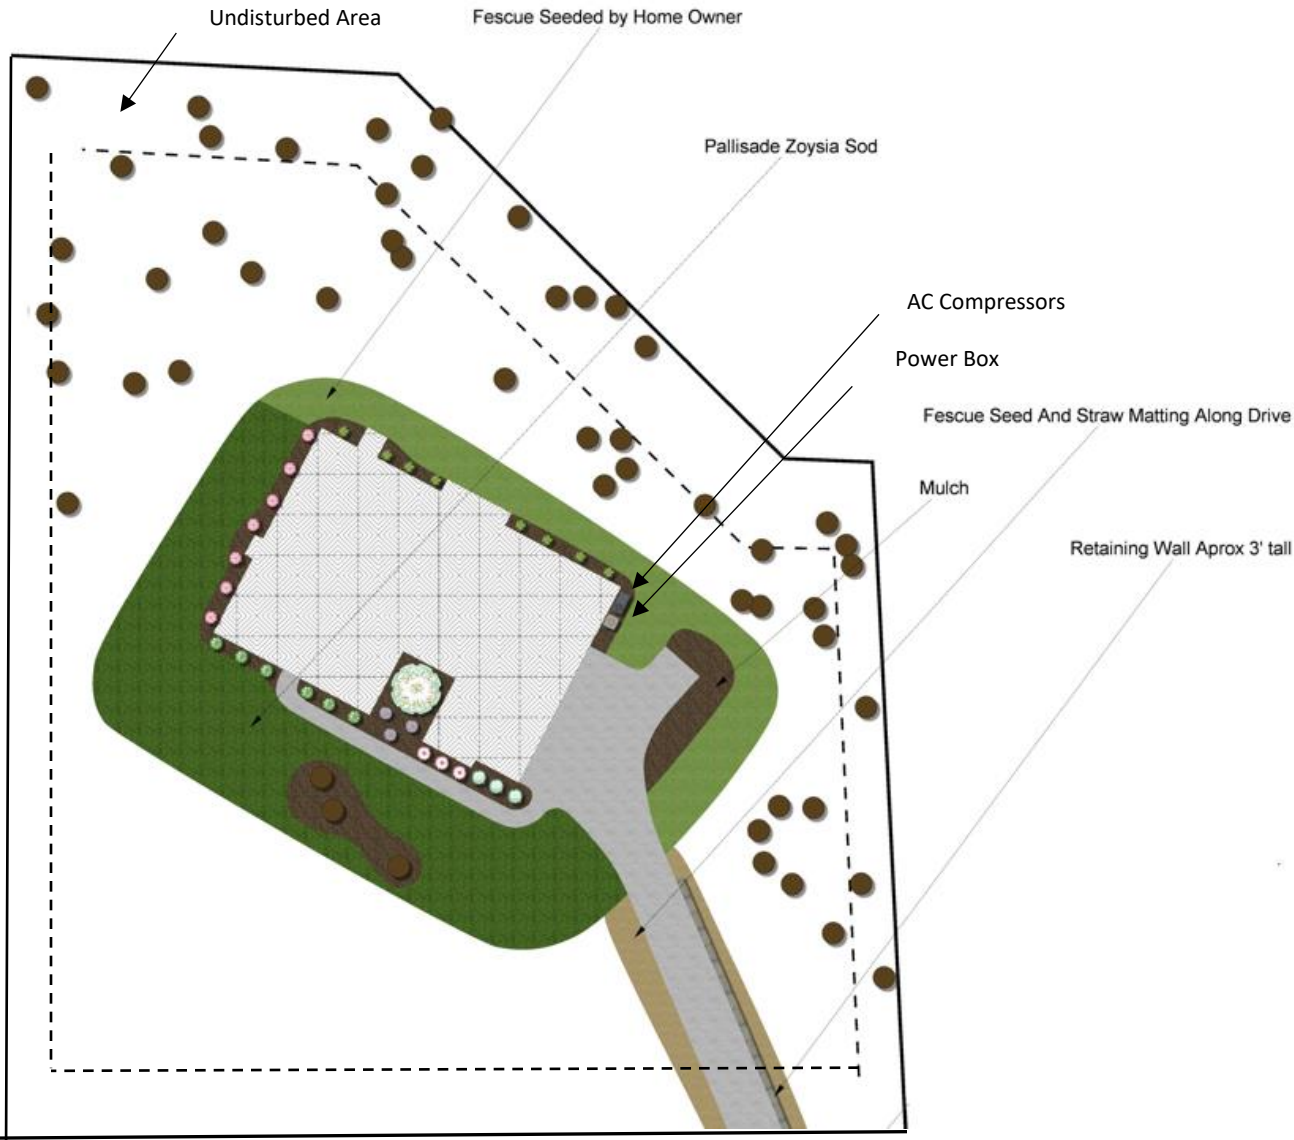 Undisturbed Area
Fescue Seeded by Home Owner
Pallisade Zoysia Sod
AC Compressors
Power Box
Fescue Seed And Straw Matting Along Drive
Mulch
Retaining Wall Aprox 3' tall